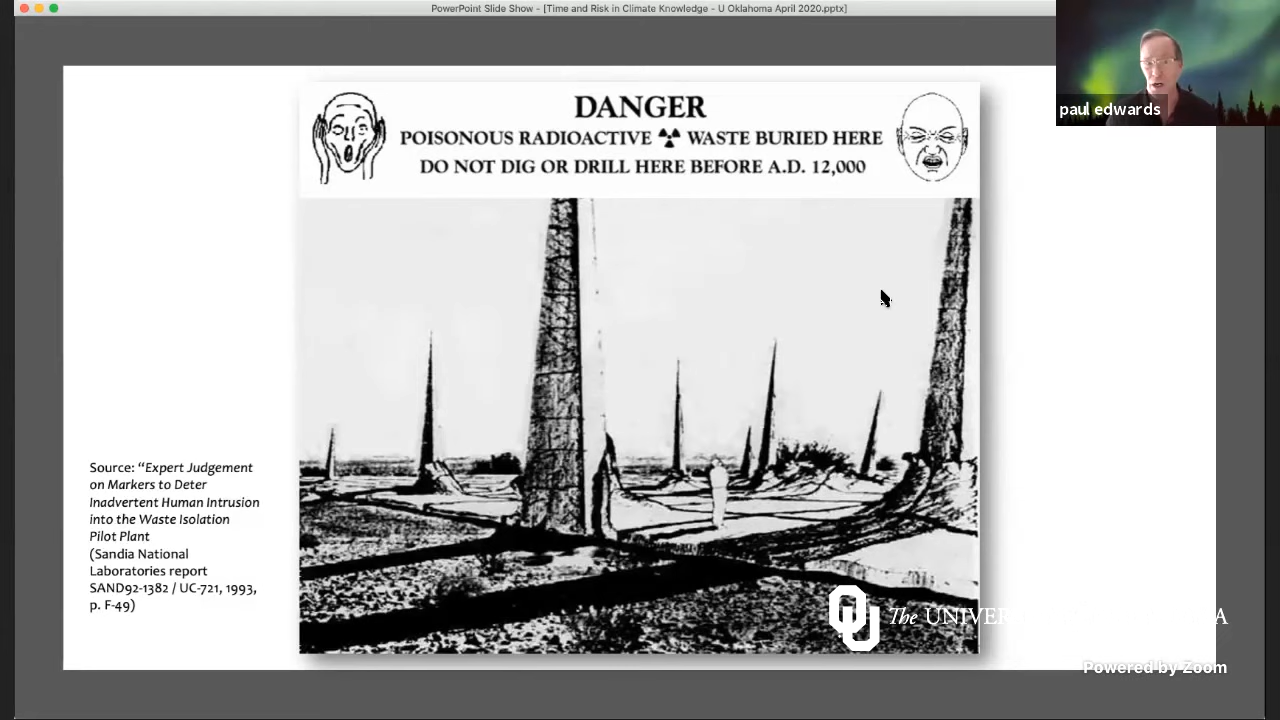 PowerPoint Slide Show - [Time and Risk in Climate Knowledge - U Oklahoma April 2020.pptx]
paul edwards
DANGER
POISONOUS RADIOACTIVE WASTE BURIED HERE
DO NOT DIG OR DRILL HERE BEFORE A.D. 12,000
Source: “Expert Judgement
on Markers to Deter
Inadvertent Human Intrusion
into the Waste Isolation
Pilot Plant
(Sandia National
Laboratories report
SAND92-1382 / UC-721, 1993,
p. F-49)
OU The UNIVER A
Powered by Zoom